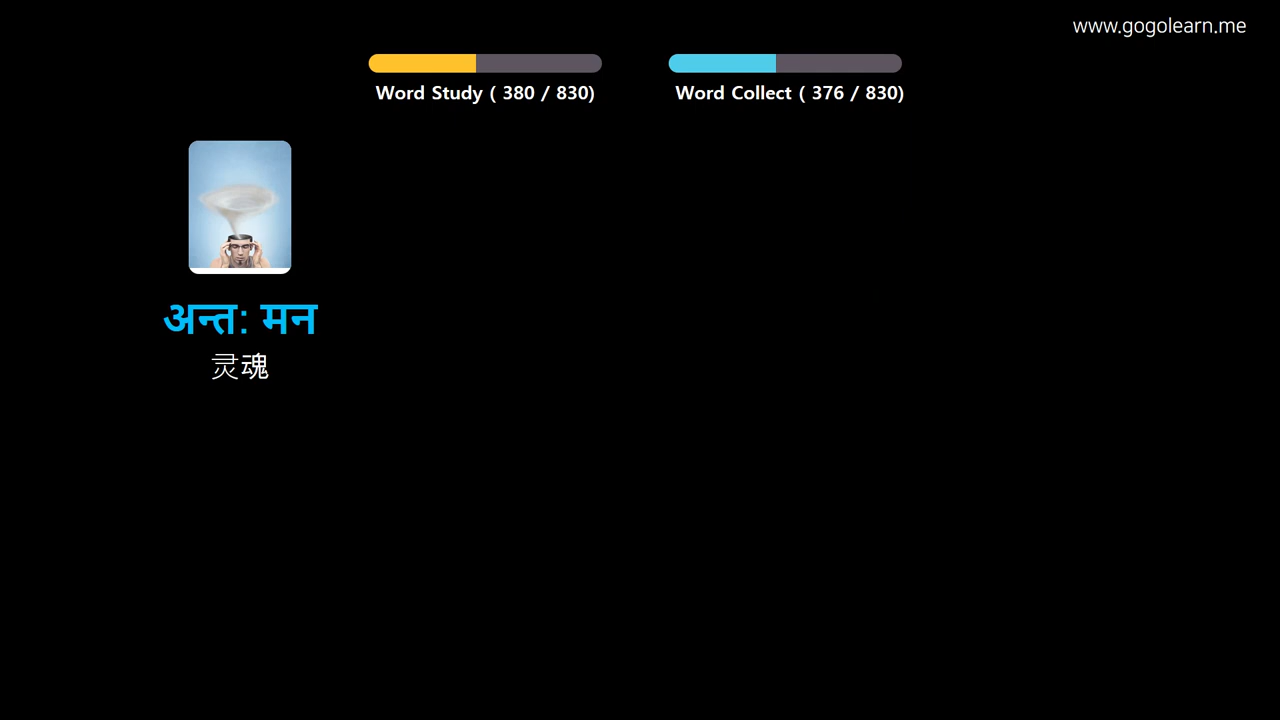 www.gogolearn.me
Word Study ( 380 / 830)
Word Collect ( 376 / 830)
अन्त: मन
灵魂